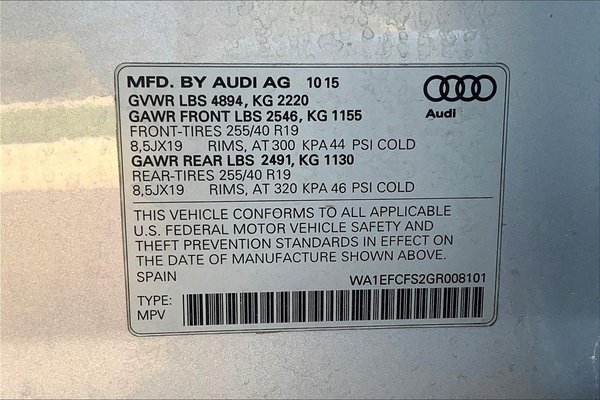 MFD. BY AUDI AG 10 15
GVWR LBS 4894, KG 2220
GAWR FRONT LBS 2546, KG 1155
FRONT-TIRES 255/40 R19
8,5JX19 RIMS, AT 300 KPA 44 PSI COLD
GAWR REAR LBS 2491, KG 1130
REAR-TIRES 255/40 R19
8,5JX19 RIMS, AT 320 KPA 46 PSI COLD
Audi
THIS VEHICLE CONFORMS TO ALL APPLICABLE
U.S. FEDERAL MOTOR VEHICLE SAFETY AND
THEFT PREVENTION STANDARDS IN EFFECT ON
THE DATE OF MANUFACTURE SHOWN ABOVE.
SPAIN WA1EFCFS2GR008101
TYPE:
MPV